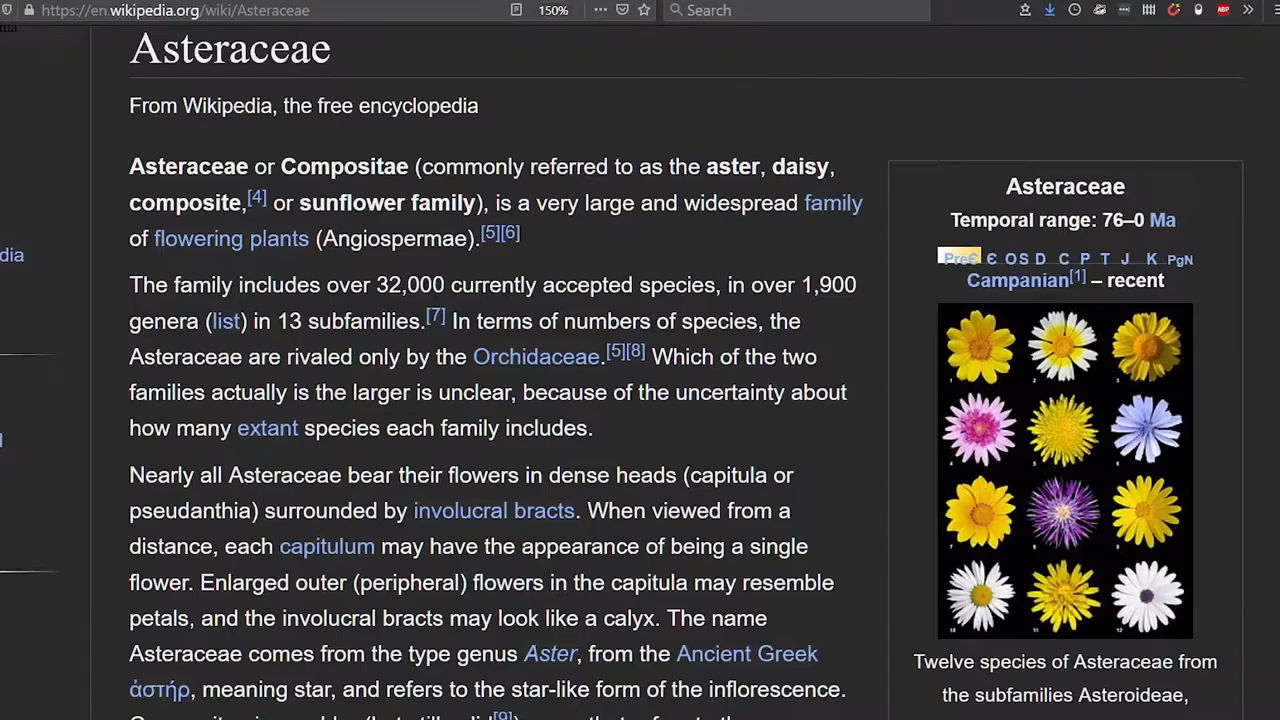 https://en.wikipedia.org/wiki/Asteraceae
150%
Search
ABP
Asteraceae
From Wikipedia, the free encyclopedia
Asteraceae or Compositae (commonly referred to as the aster, daisy,
composite,[4] or sunflower family), is a very large and widespread family
of flowering plants (Angiospermae).[5][6]
The family includes over 32,000 currently accepted species, in over 1,900
genera (list) in 13 subfamilies.[7] In terms of numbers of species, the
Asteraceae are rivaled only by the Orchidaceae.[5][8] Which of the two
families actually is the larger is unclear, because of the uncertainty about
how many extant species each family includes.
Nearly all Asteraceae bear their flowers in dense heads (capitula or
pseudanthia) surrounded by involucral bracts. When viewed from a
distance, each capitulum may have the appearance of being a single
flower. Enlarged outer (peripheral) flowers in the capitula may resemble
petals, and the involucral bracts may look like a calyx. The name
Asteraceae comes from the type genus Aster, from the Ancient Greek
ἀστήρ, meaning star, and refers to the star-like form of the inflorescence.
dia
Asteraceae
Temporal range: 76–0 Ma
PreЄ Є O S D C P T J K PgN
Campanian[1] – recent
Twelve species of Asteraceae from
the subfamilies Asteroideae,